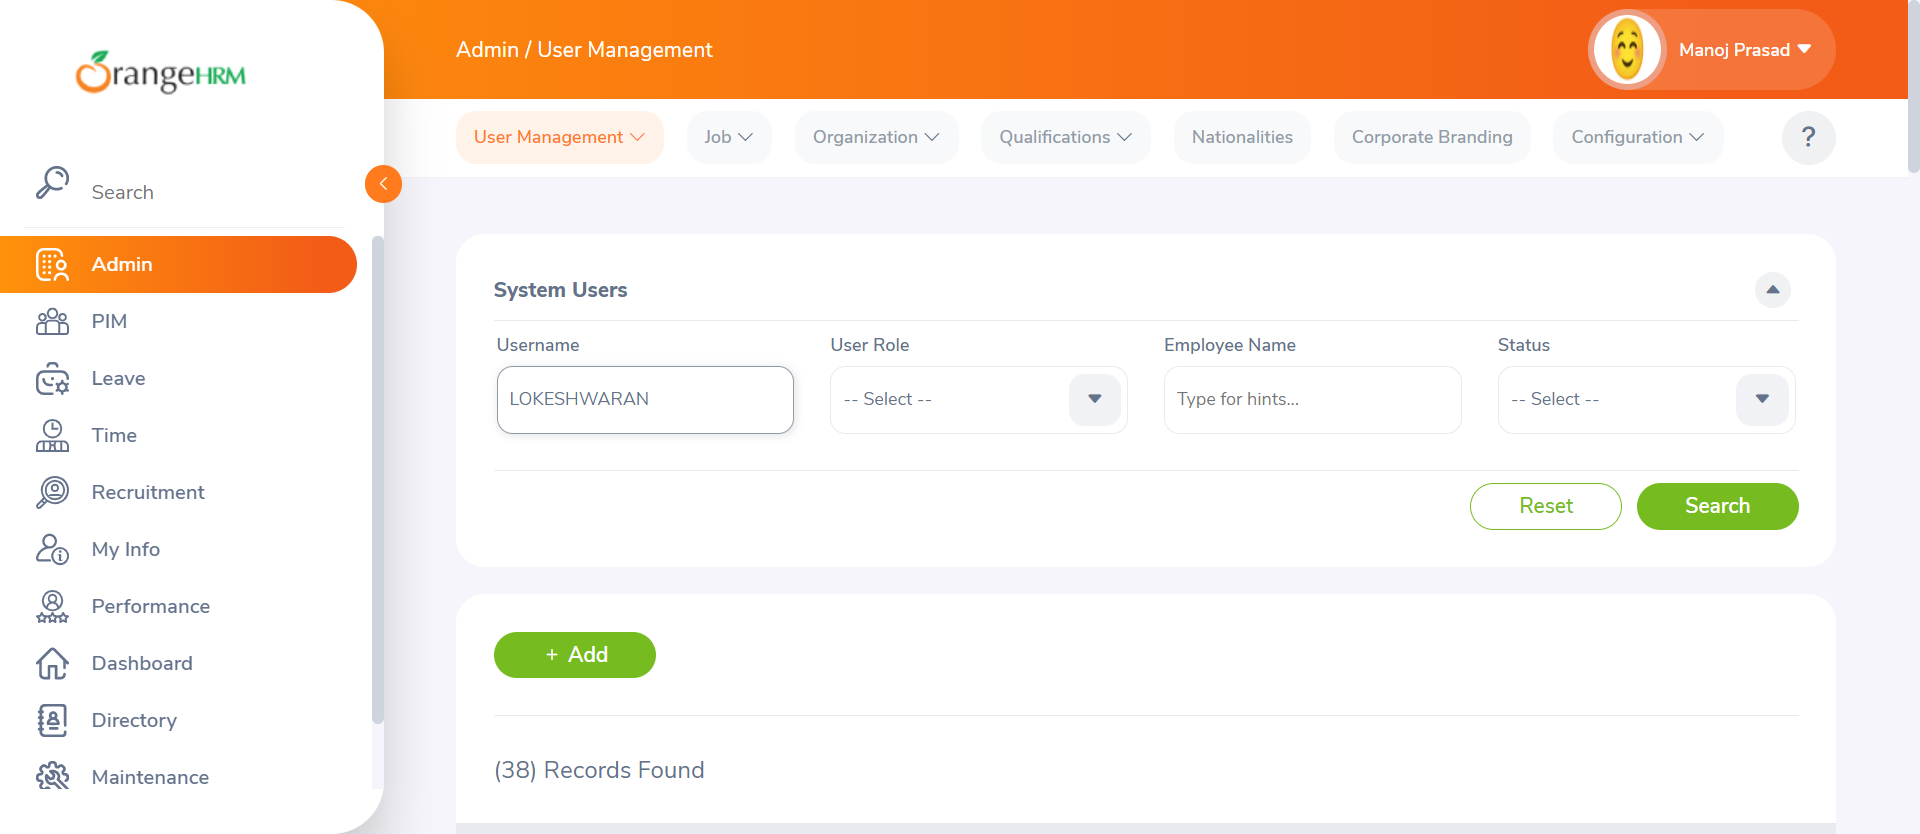 OrangeHRM
Search
Admin
PIM
Leave
Time
Recruitment
My Info
Performance
Dashboard
Directory
Maintenance
Admin / User Management
Manoj Prasad
User Management
Job
Organization
Qualifications
Nationalities
Corporate Branding
Configuration
?
System Users
Username
User Role
Employee Name
Status
LOKESHWARAN
-- Select --
Type for hints...
-- Select --
Reset
Search
+ Add
(38) Records Found